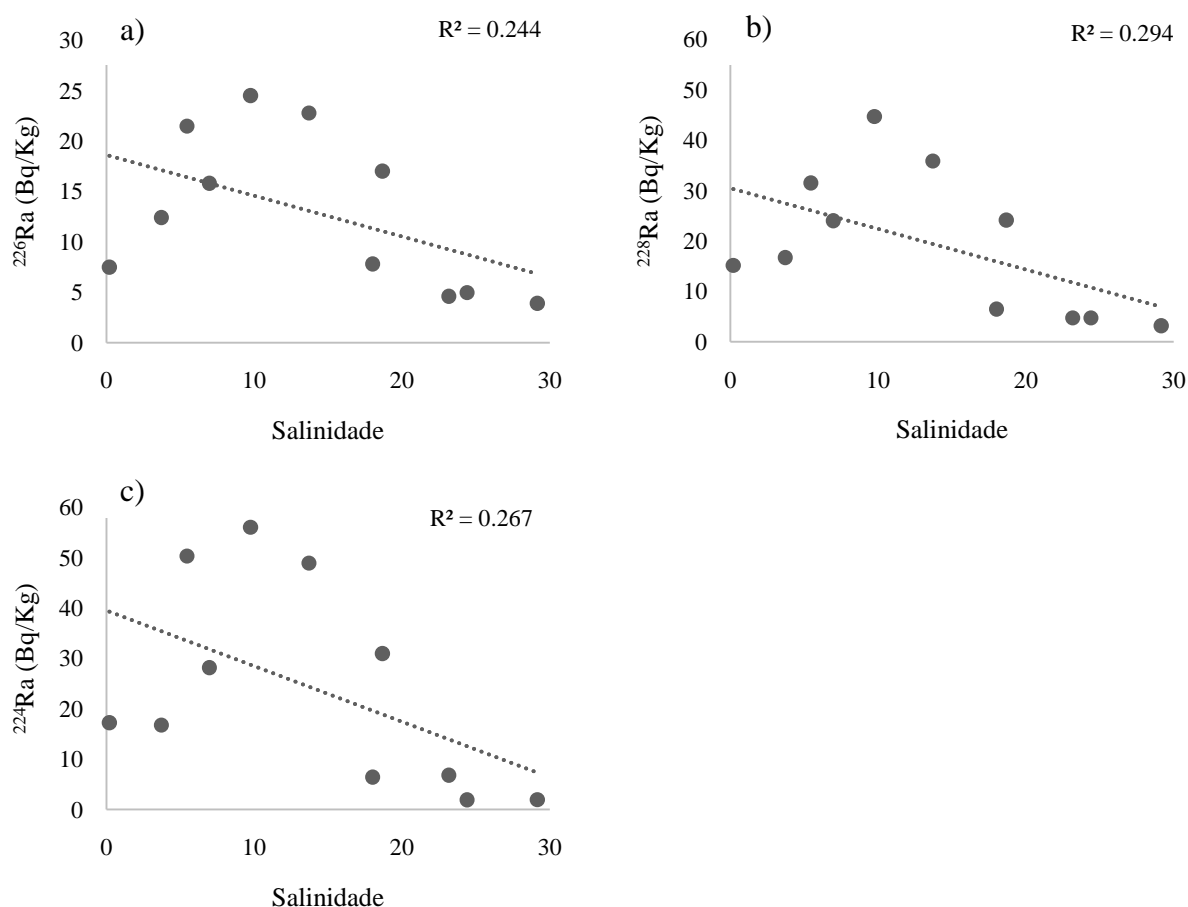 a)
R² = 0.244
30
25
20
15
10
5
0
²²⁶Ra (Bq/Kg)
0 10 20 30
Salinidade
b)
R² = 0.294
60
50
40
30
20
10
0
²²⁸Ra (Bq/Kg)
0 10 20 30
Salinidade
c)
R² = 0.267
60
50
40
30
20
10
0
²²⁴Ra (Bq/Kg)
0 10 20 30
Salinidade